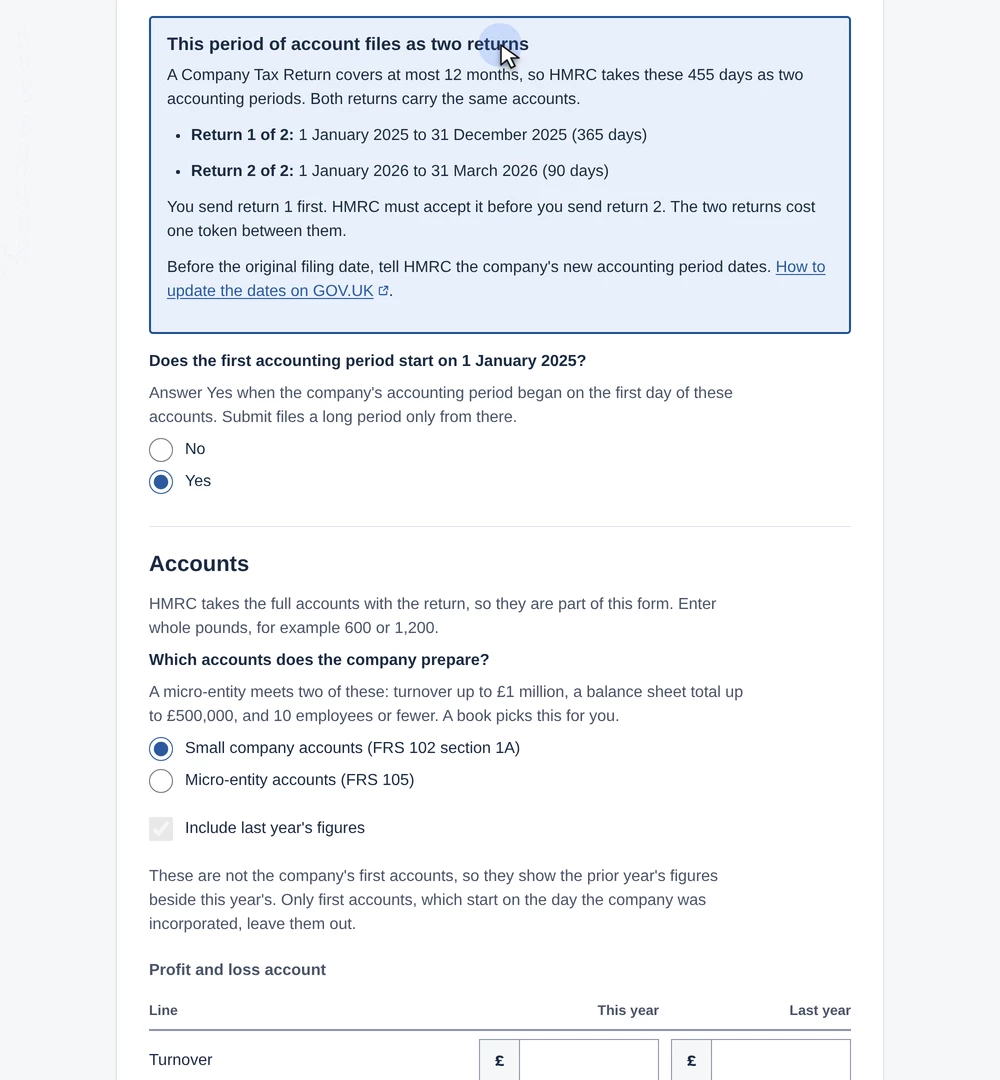 This period of account files as two returns
A Company Tax Return covers at most 12 months, so HMRC takes these 455 days as two
accounting periods. Both returns carry the same accounts.
• Return 1 of 2: 1 January 2025 to 31 December 2025 (365 days)
• Return 2 of 2: 1 January 2026 to 31 March 2026 (90 days)
You send return 1 first. HMRC must accept it before you send return 2. The two returns cost
one token between them.
Before the original filing date, tell HMRC the company's new accounting period dates. How to
update the dates on GOV.UK.
Does the first accounting period start on 1 January 2025?
Answer Yes when the company's accounting period began on the first day of these
accounts. Submit files a long period only from there.
No
Yes
Accounts
HMRC takes the full accounts with the return, so they are part of this form. Enter
whole pounds, for example 600 or 1,200.
Which accounts does the company prepare?
A micro-entity meets two of these: turnover up to £1 million, a balance sheet total up
to £500,000, and 10 employees or fewer. A book picks this for you.
Small company accounts (FRS 102 section 1A)
Micro-entity accounts (FRS 105)
Include last year's figures
These are not the company's first accounts, so they show the prior year's figures
beside this year's. Only first accounts, which start on the day the company was
incorporated, leave them out.
Profit and loss account
Line This year Last year
Turnover £ £